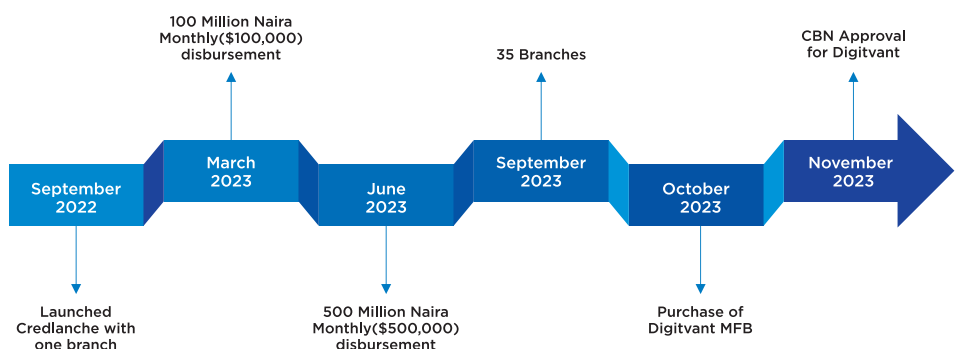 100 Million Naira
Monthly($100,000)
disbursement
35 Branches
CBN Approval
for Digitvant
September
2022
March
2023
June
2023
September
2023
October
2023
November
2023
Launched
Credlanche with
one branch
500 Million Naira
Monthly($500,000)
disbursement
Purchase of
Digitvant MFB